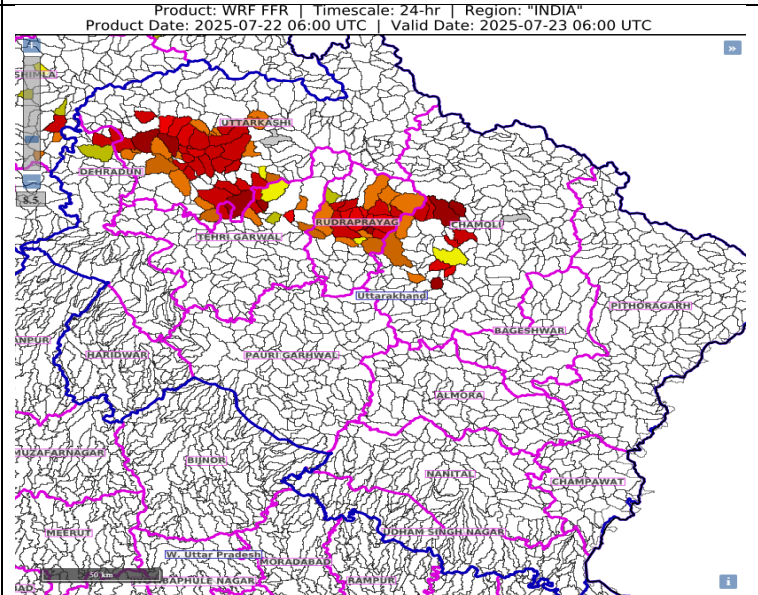 Product: WRF FFR | Timescale: 24-hr | Region: "INDIA"
Product Date: 2025-07-22 06:00 UTC | Valid Date: 2025-07-23 06:00 UTC
»
SHIMLA
UTTARKASHI
DEHRADUN
8.5
RUDRAPRAYAG
CHAMOLI
TEHRI GARWAL
Uttarakhand
PITHORAGARH
BAGESHWAR
ANPUR
HARIDWAR
PAURI GARHWAL
ALMORA
MUZAFARNAGAR
BIJNOR
NANITAL
CHAMPAWAT
MEERUT
UDHAM SINGH NAGAR
W. Uttar Pradesh
MORADABAD
50 km
BAPHULE NAGAR
RAMPUR
i